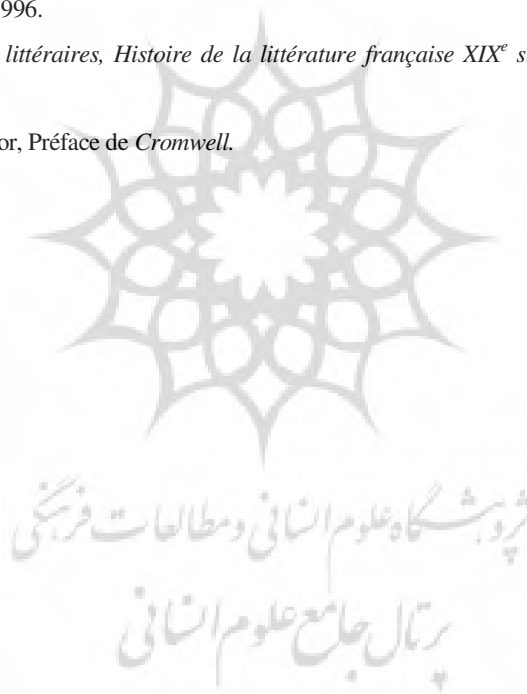 996.
littéraires, Histoire de la littérature française XIXe s
or, Préface de Cromwell.
پژوهشگاه علوم انسانی و مطالعات فرهنگی
پرتال جامع علوم انسانی